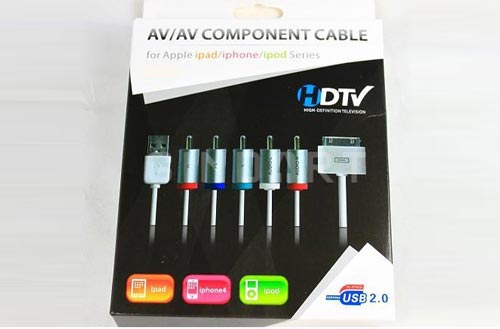 AV/AV COMPONENT CABLE
for Apple ipad/iphone/ipod Series
HDTV
HIGH-DEFINITION TELEVISION
ipad
iphone4
ipod
USB 2.0